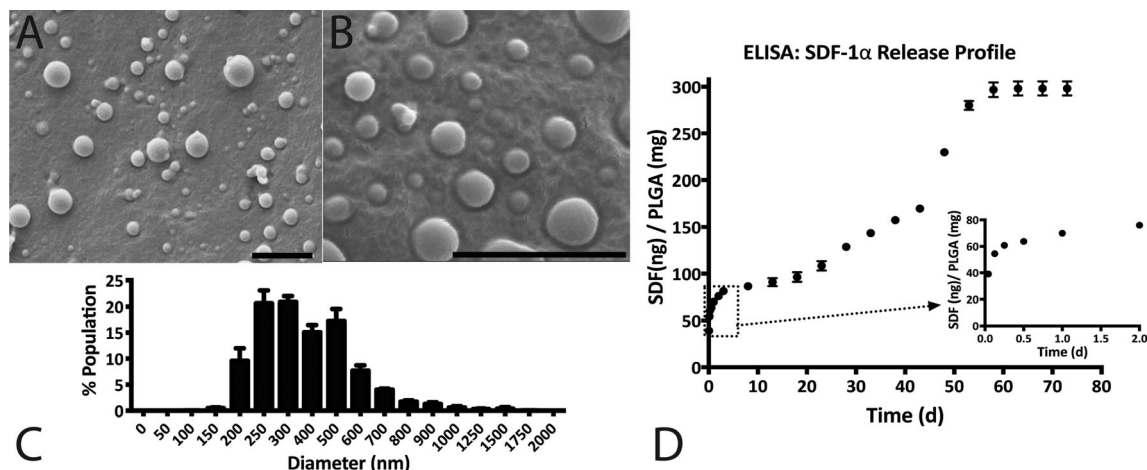 A
B
25
20
15
10
5
0
% Population
0 50 100 150 200 250 300 400 500 600 700 800 900 1000 1250 1500 1750 2000
Diameter (nm)
C
ELISA: SDF-1α Release Profile
SDF(ng) / PLGA (mg)
300
250
200
150
100
50
0
0 10 20 30 40 50 60 70 80
Time (d)
SDF (ng)/ PLGA (mg)
80
60
40
20
0
0.0 0.5 1.0 1.5 2.0
Time (d)
D